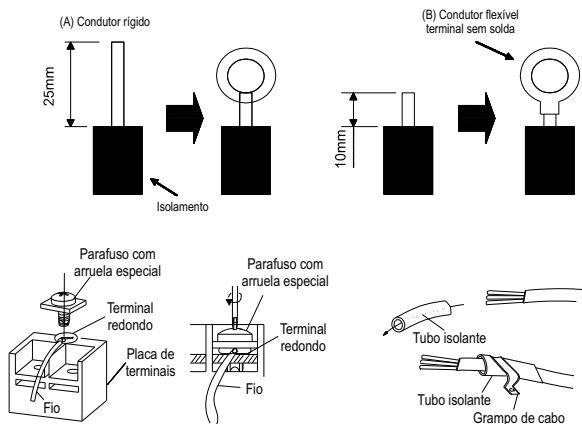 (A) Condutor rígido
25mm
Isolamento
(B) Condutor flexível
terminal sem solda
10mm
Parafuso com
arruela especial
Terminal
redondo
Placa de
terminais
Fio
Parafuso com
arruela especial
Terminal
redondo
Fio
Tubo isolante
Tubo isolante
Grampo de cabo